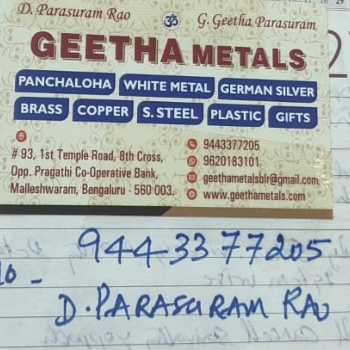 D. Parasuram Rao ॐ G. Geetha Parasuram
GEETHA METALS
PANCHALOHA WHITE METAL GERMAN SILVER
BRASS COPPER S. STEEL PLASTIC GIFTS
# 93, 1st Temple Road, 8th Cross,
Opp. Pragathi Co-Operative Bank,
Malleshwaram, Bengaluru - 560 003.
9443377205
9620183101
geethametalsblr@gmail.com
www.geethametals.com
9443377205
D. PARASURAM RAO